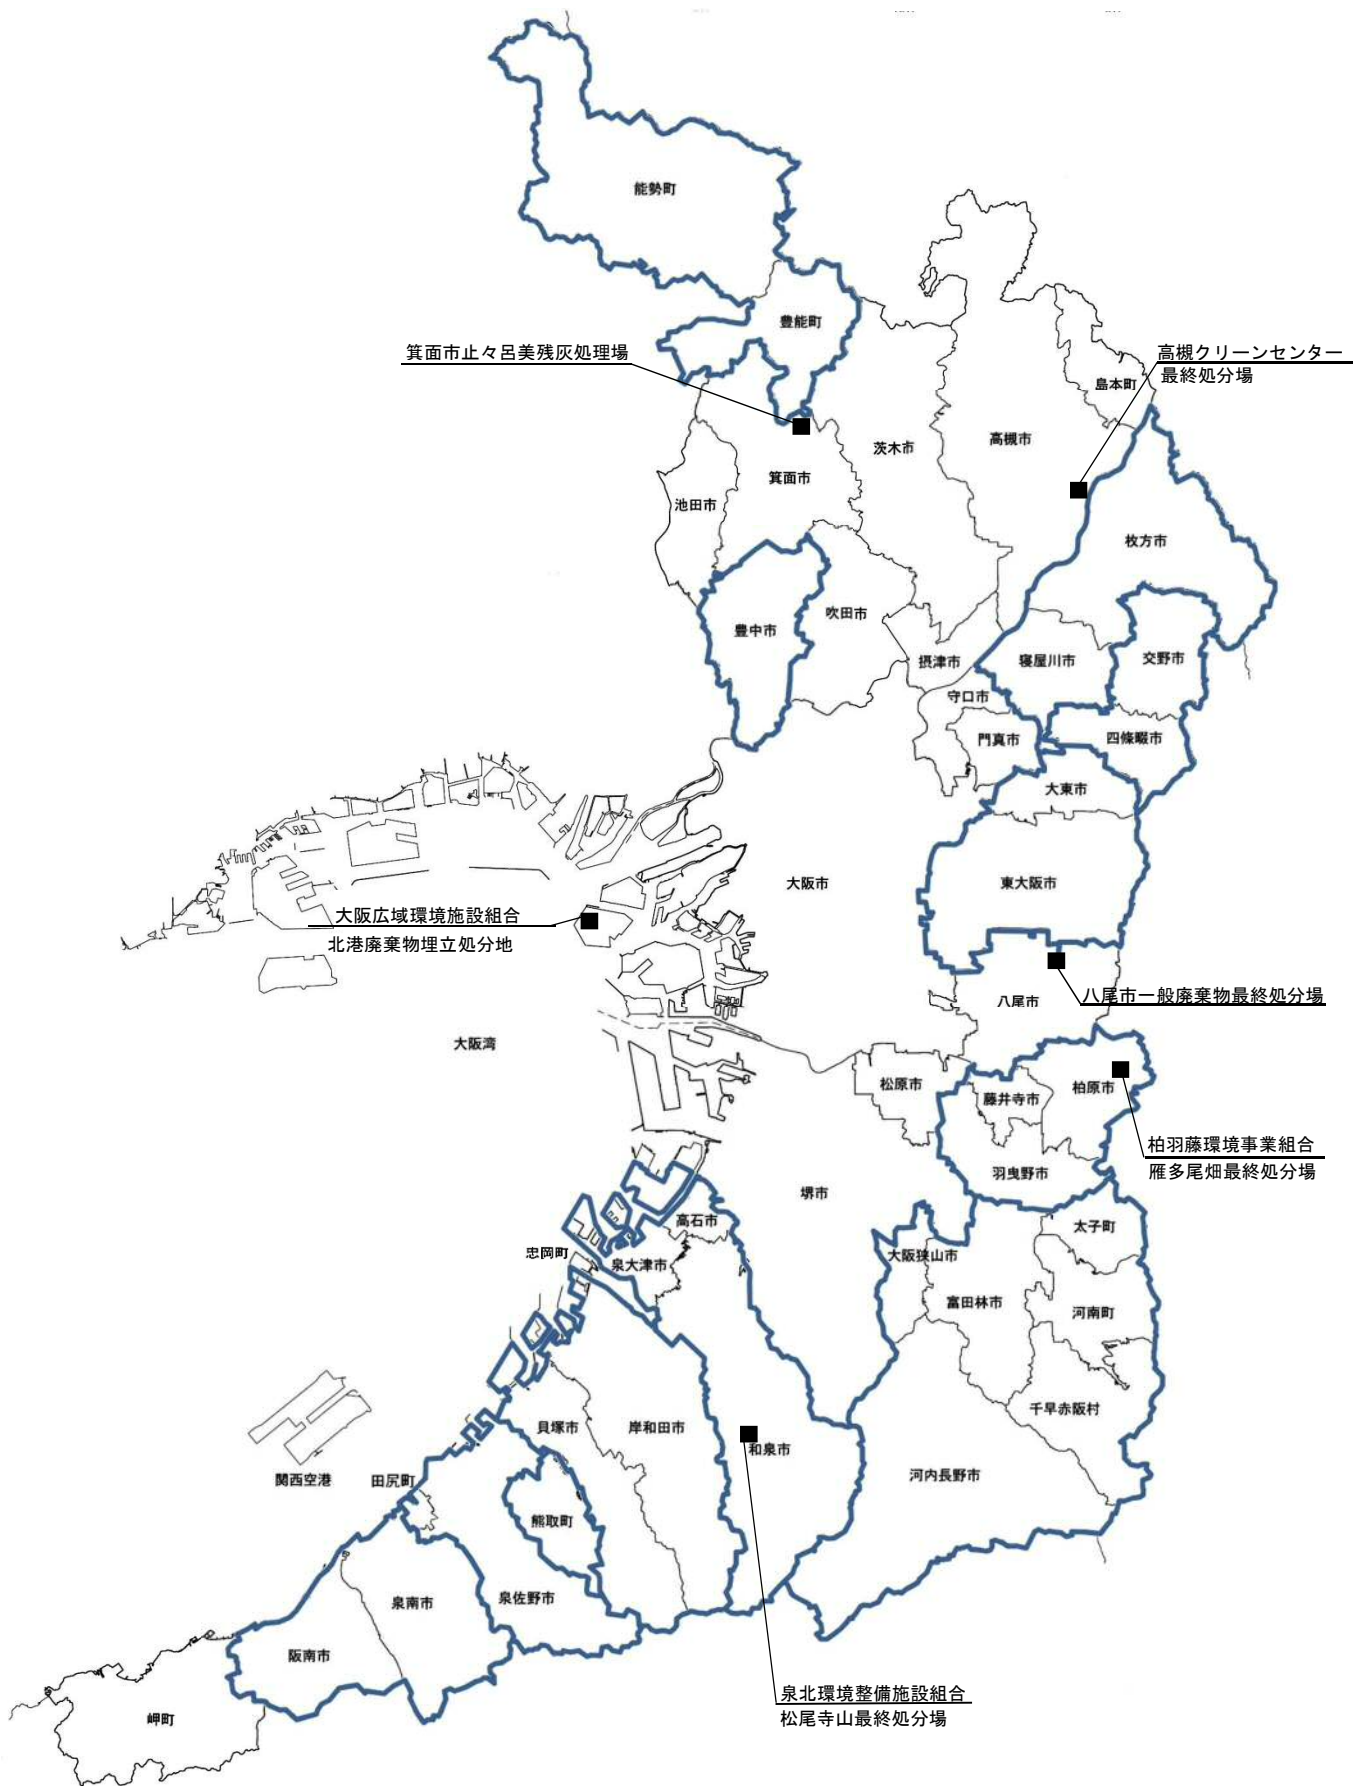 能勢町
豊能町
箕面市止々呂美残灰処理場
高槻クリーンセンター
最終処分場
島本町
茨木市
高槻市
箕面市
池田市
枚方市
吹田市
豊中市
摂津市
寝屋川市
交野市
守口市
門真市
四條畷市
大東市
大阪市
東大阪市
大阪広域環境施設組合
北港廃棄物埋立処分地
八尾市一般廃棄物最終処分場
八尾市
大阪湾
松原市
柏原市
藤井寺市
柏羽藤環境事業組合
雁多尾畑最終処分場
羽曳野市
堺市
高石市
太子町
忠岡町
大阪狭山市
泉大津市
富田林市
河南町
千早赤阪村
貝塚市
岸和田市
和泉市
関西空港
田尻町
河内長野市
熊取町
泉佐野市
泉南市
阪南市
泉北環境整備施設組合
松尾寺山最終処分場
岬町